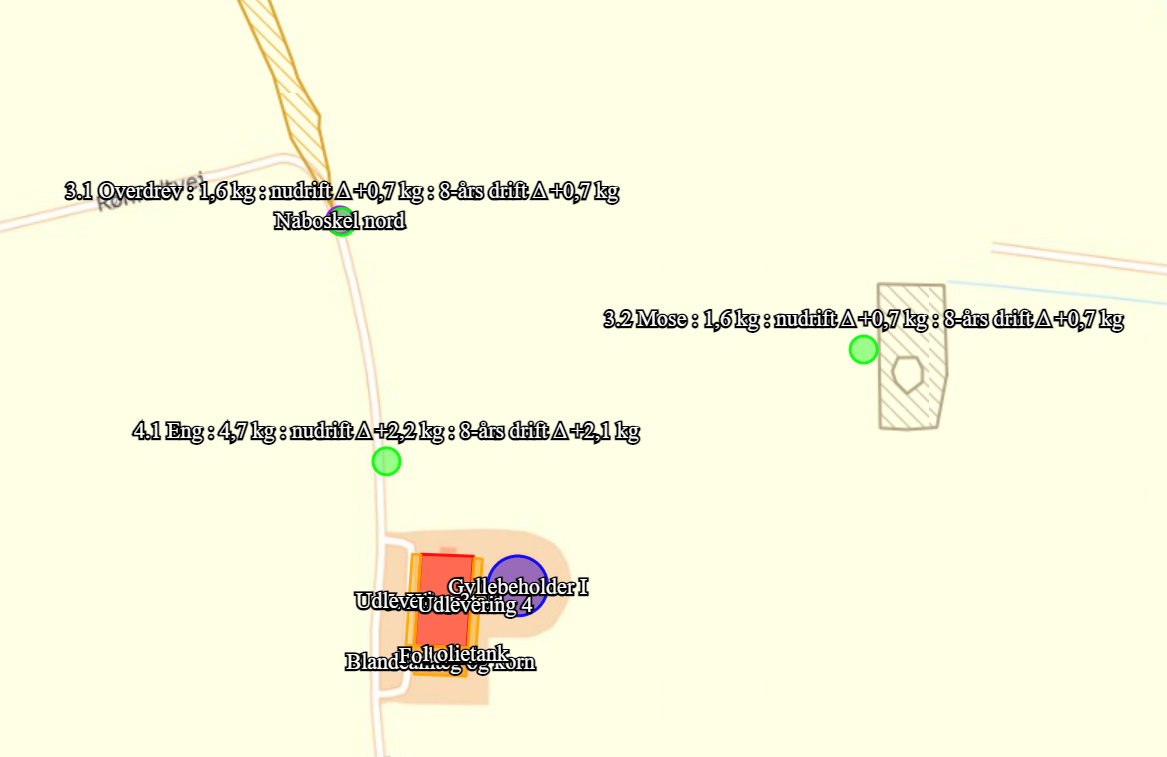 3.1 Overdrev : 1,6 kg : nudrift Δ +0,7 kg : 8-års drift Δ +0,7 kg
Naboskel nord
3.2 Mose : 1,6 kg : nudrift Δ +0,7 kg : 8-års drift Δ +0,7 kg
4.1 Eng : 4,7 kg : nudrift Δ +2,2 kg : 8-års drift Δ +2,1 kg
Gyllebeholder I
Udlevering 4
korn